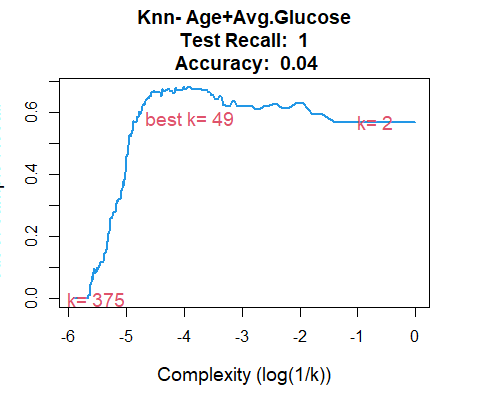 Knn- Age+Avg.Glucose
Test Recall: 1
Accuracy: 0.04
0.6
best k= 49
k= 2
0.4
0.2
0.0
k= 375
-6 -5 -4 -3 -2 -1 0
Complexity (log(1/k))